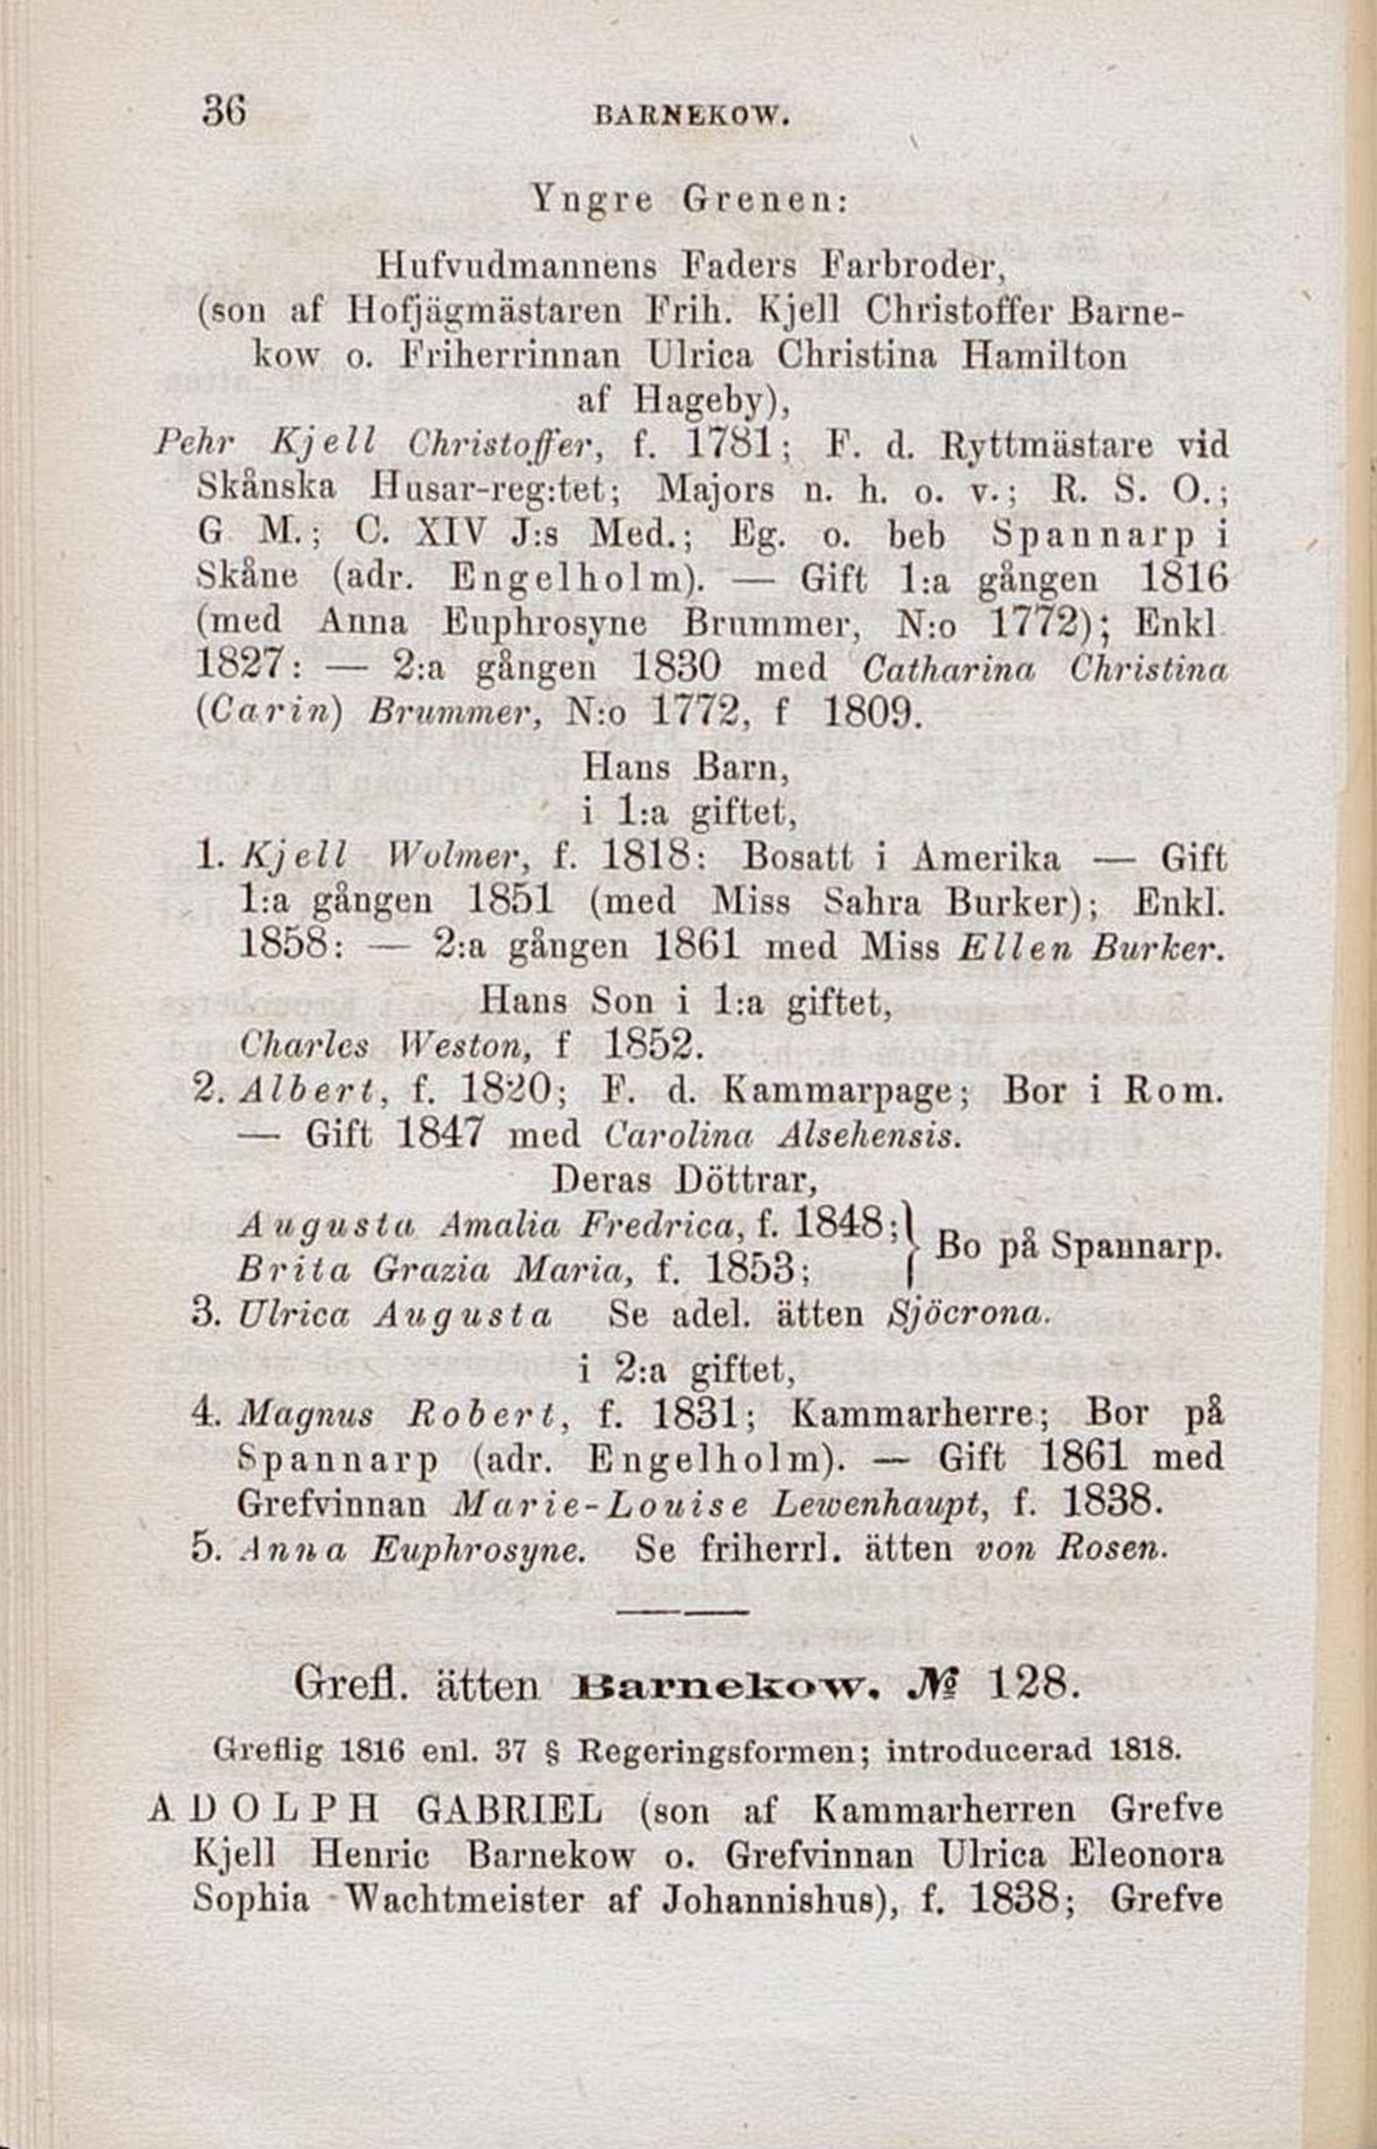 36 BARNEKOW.
Yngre Grenen:
Hufvudmannens Faders Farbroder,
(son af Hofjägmästaren Frih. Kjell Christoffer Barne-
kow o. Friherrinnan Ulrica Christina Hamilton
af Hageby),
Pehr Kjell Christoffer, f. 1781; F. d. Ryttmästare vid
Skånska Husar-reg:tet; Majors n. h. o. v.; R. S. O.;
G M.; C. XIV J:s Med.; Eg. o. beb Spannarp i
Skåne (adr. Engelholm). — Gift 1:a gången 1816
(med Anna Euphrosyne Brummer, N:o 1772); Enkl
1827: — 2:a gången 1830 med Catharina Christina
(Carin) Brummer, N:o 1772, f 1809.
Hans Barn,
i 1:a giftet,
1. Kjell Wolmer, f. 1818: Bosatt i Amerika — Gift
1:a gången 1851 (med Miss Sahra Burker); Enkl.
1858: — 2:a gången 1861 med Miss Ellen Burker.
Hans Son i 1:a giftet,
Charles Weston, f 1852.
2. Albert, f. 1820; F. d. Kammarpage; Bor i Rom.
— Gift 1847 med Carolina Alsehensis.
Deras Döttrar,
Augusta Amalia Fredrica, f. 1848; } Bo på Spannarp.
Brita Grazia Maria, f. 1853;
3. Ulrica Augusta Se adel. ätten Sjöcrona.
i 2:a giftet,
4. Magnus Robert, f. 1831; Kammarherre; Bor på
Spannarp (adr. Engelholm). — Gift 1861 med
Grefvinnan Marie-Louise Lewenhaupt, f. 1838.
5. Anna Euphrosyne. Se friherrl. ätten von Rosen.
Grefl. ätten Barnekow. № 128.
Greflig 1816 enl. 37 § Regeringsformen; introducerad 1818.
ADOLPH GABRIEL (son af Kammarherren Grefve
Kjell Henric Barnekow o. Grefvinnan Ulrica Eleonora
Sophia Wachtmeister af Johannishus), f. 1838; Grefve